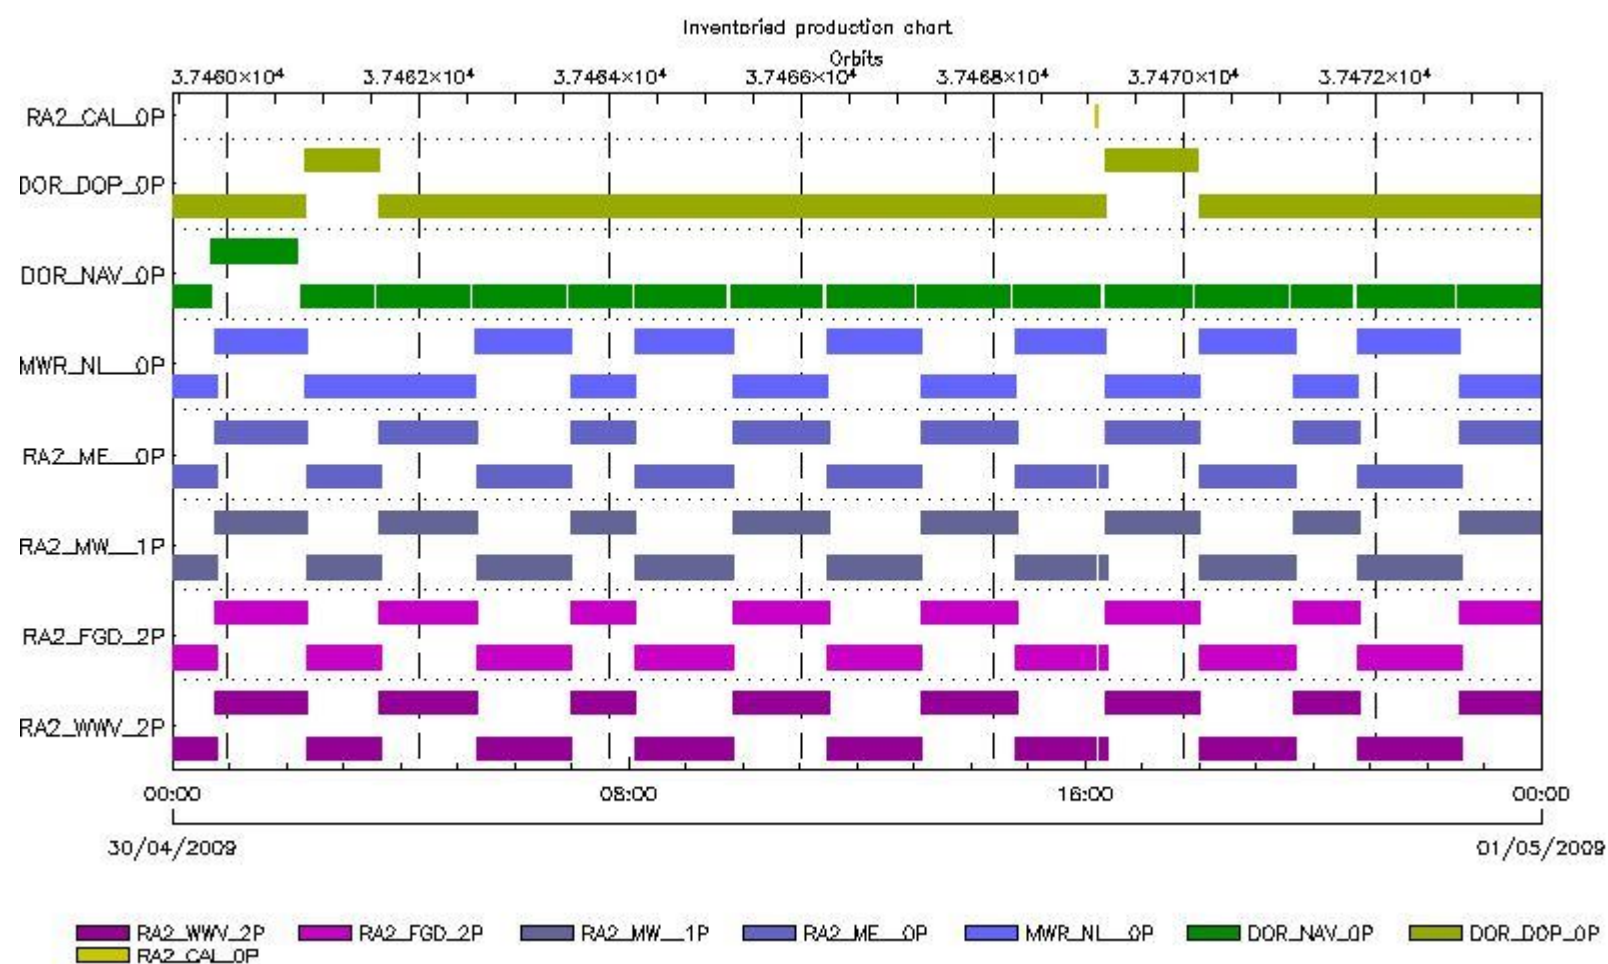 Inventoried production chart
Orbits
3.7460×10⁴ 3.7462×10⁴ 3.7464×10⁴ 3.7466×10⁴ 3.7468×10⁴ 3.7470×10⁴ 3.7472×10⁴
RA2_CAL_0P
DOR_DOP_0P
DOR_NAV_0P
MWR_NL__0P
RA2_ME__0P
RA2_MW__1P
RA2_FGD_2P
RA2_WWV_2P
00:00 08:00 16:00 00:00
30/04/2009 01/05/2009
RA2_WWV_2P RA2_FGD_2P RA2_MW__1P RA2_ME__0P MWR_NL__0P DOR_NAV_0P DOR_DOP_0P
RA2_CAL_0P